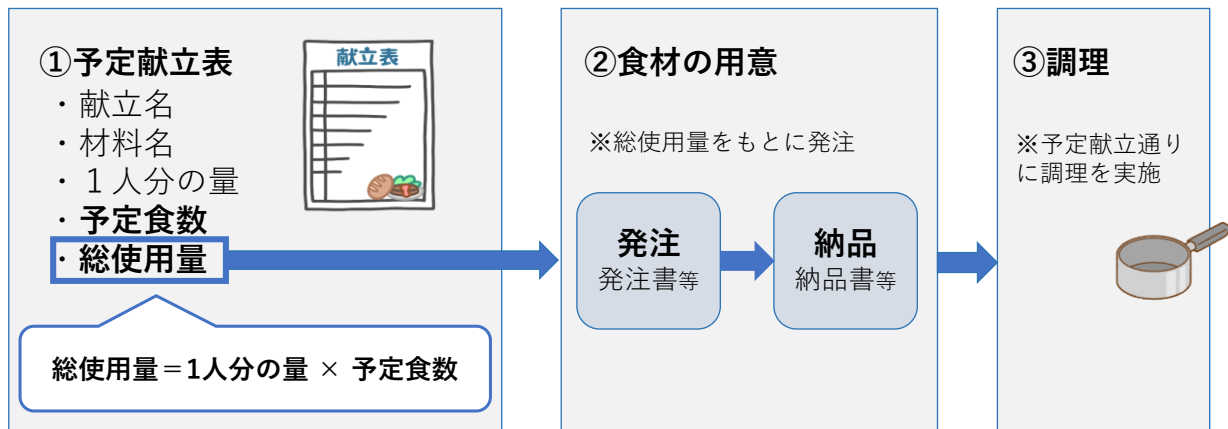 ①予定献立表
献立表
・献立名
・材料名
・１人分の量
・予定食数
・総使用量
総使用量＝1人分の量 × 予定食数
②食材の用意
※総使用量をもとに発注
発注
発注書等
納品
納品書等
③調理
※予定献立通り
に調理を実施